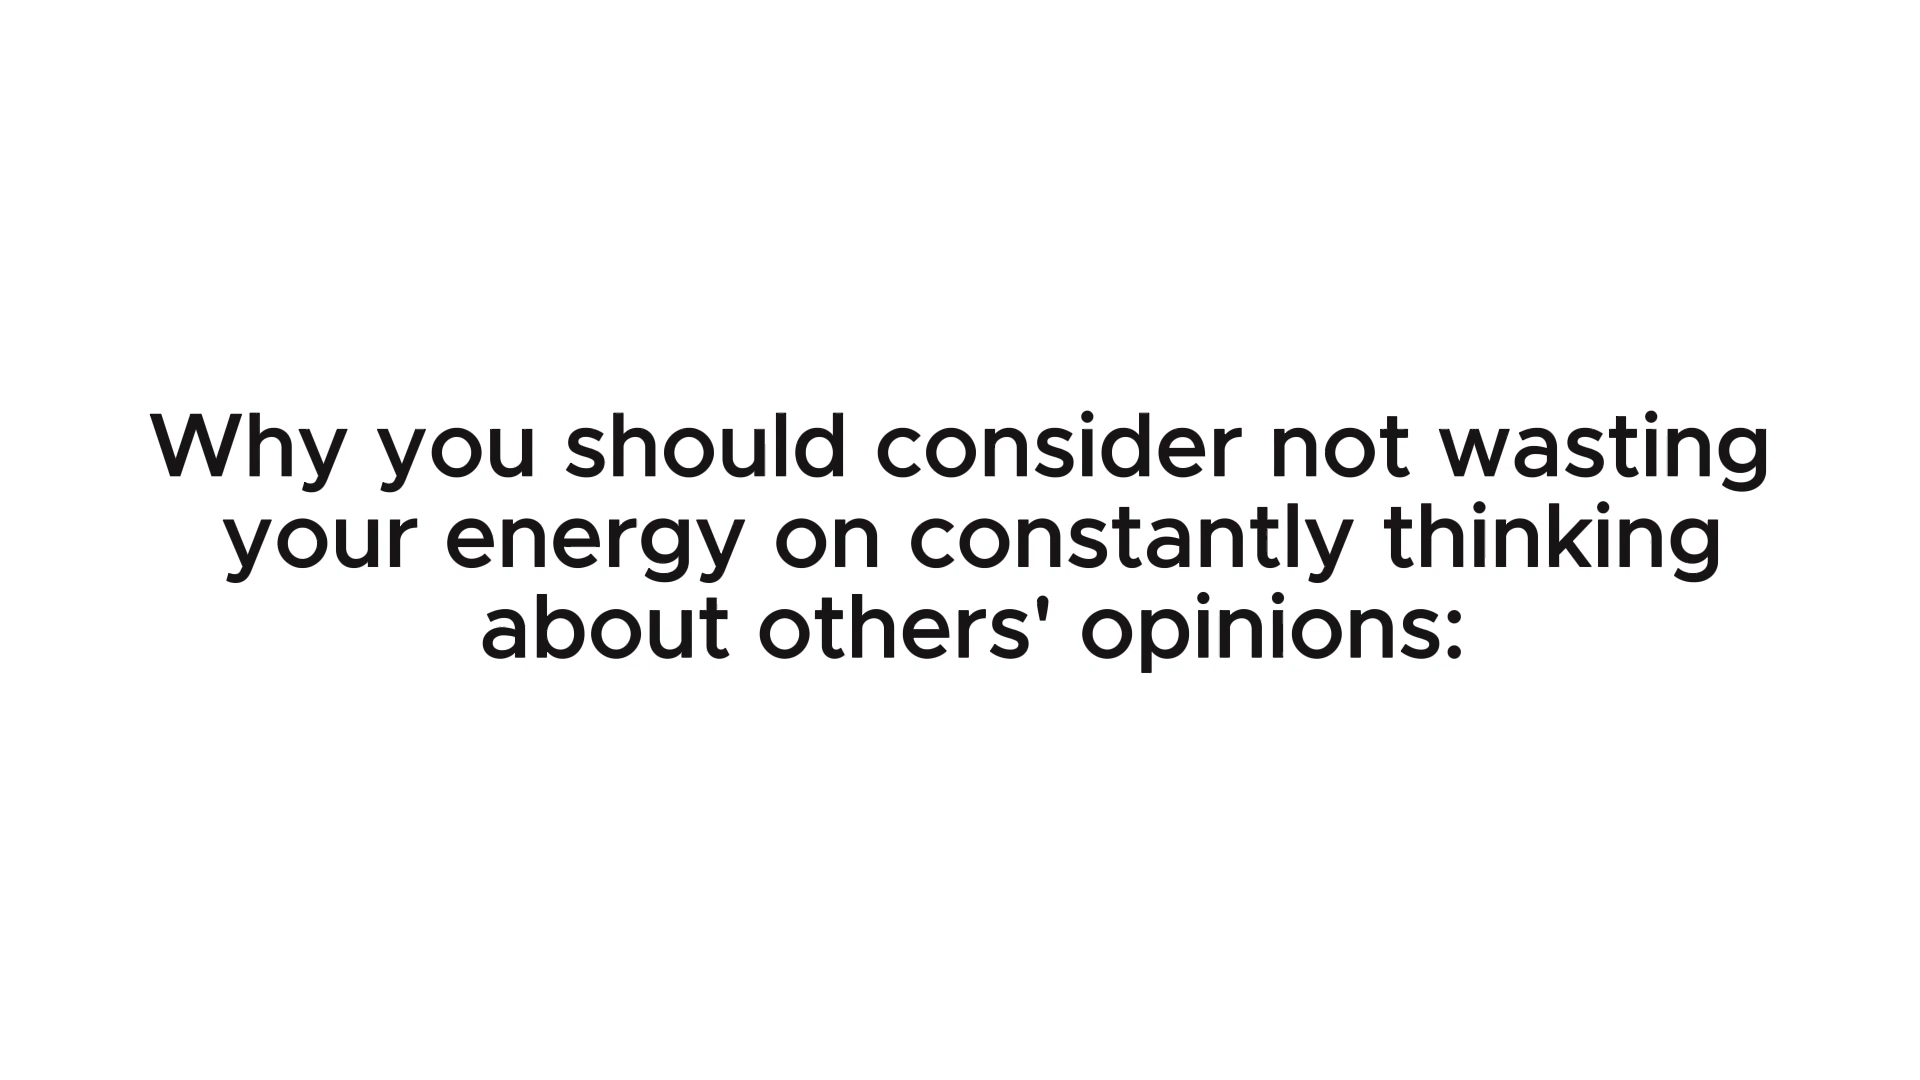 Why you should consider not wasting
your energy on constantly thinking
about others' opinions: